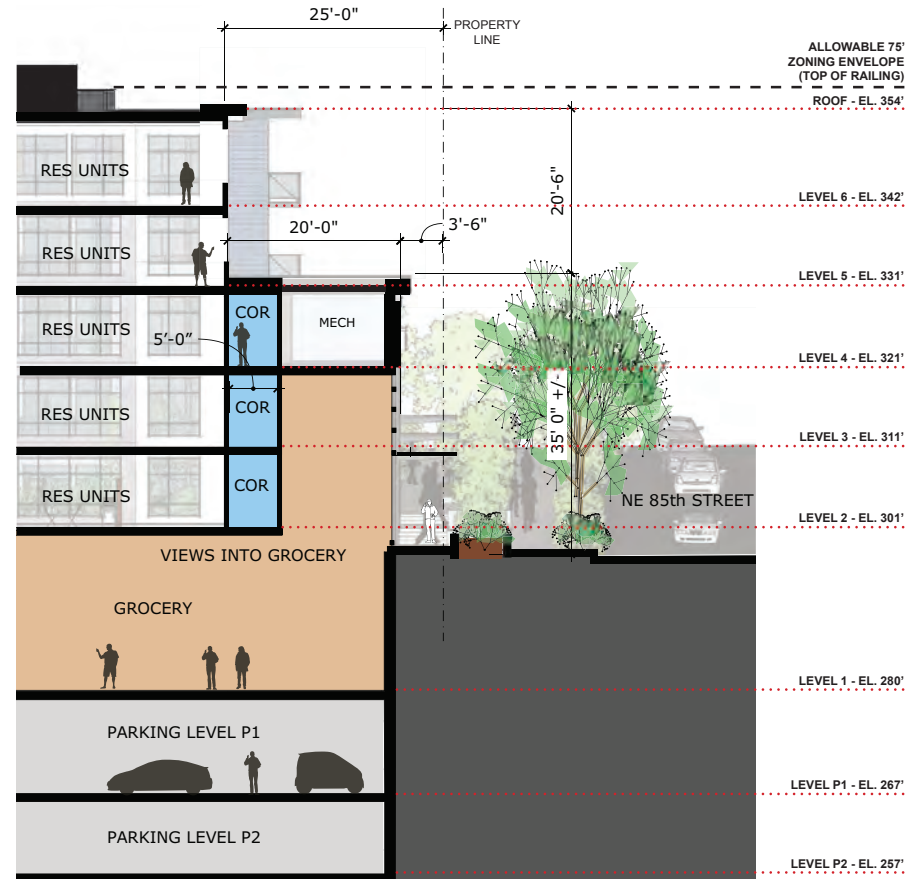 25'-0"
PROPERTY
LINE
ALLOWABLE 75'
ZONING ENVELOPE
(TOP OF RAILING)
ROOF - EL. 354'
RES UNITS
20'-6"
LEVEL 6 - EL. 342'
20'-0"
3'-6"
RES UNITS
LEVEL 5 - EL. 331'
COR
MECH
RES UNITS
5'-0"
LEVEL 4 - EL. 321'
35' 0" +/-
COR
RES UNITS
LEVEL 3 - EL. 311'
COR
RES UNITS
NE 85th STREET
LEVEL 2 - EL. 301'
VIEWS INTO GROCERY
GROCERY
LEVEL 1 - EL. 280'
PARKING LEVEL P1
LEVEL P1 - EL. 267'
PARKING LEVEL P2
LEVEL P2 - EL. 257'